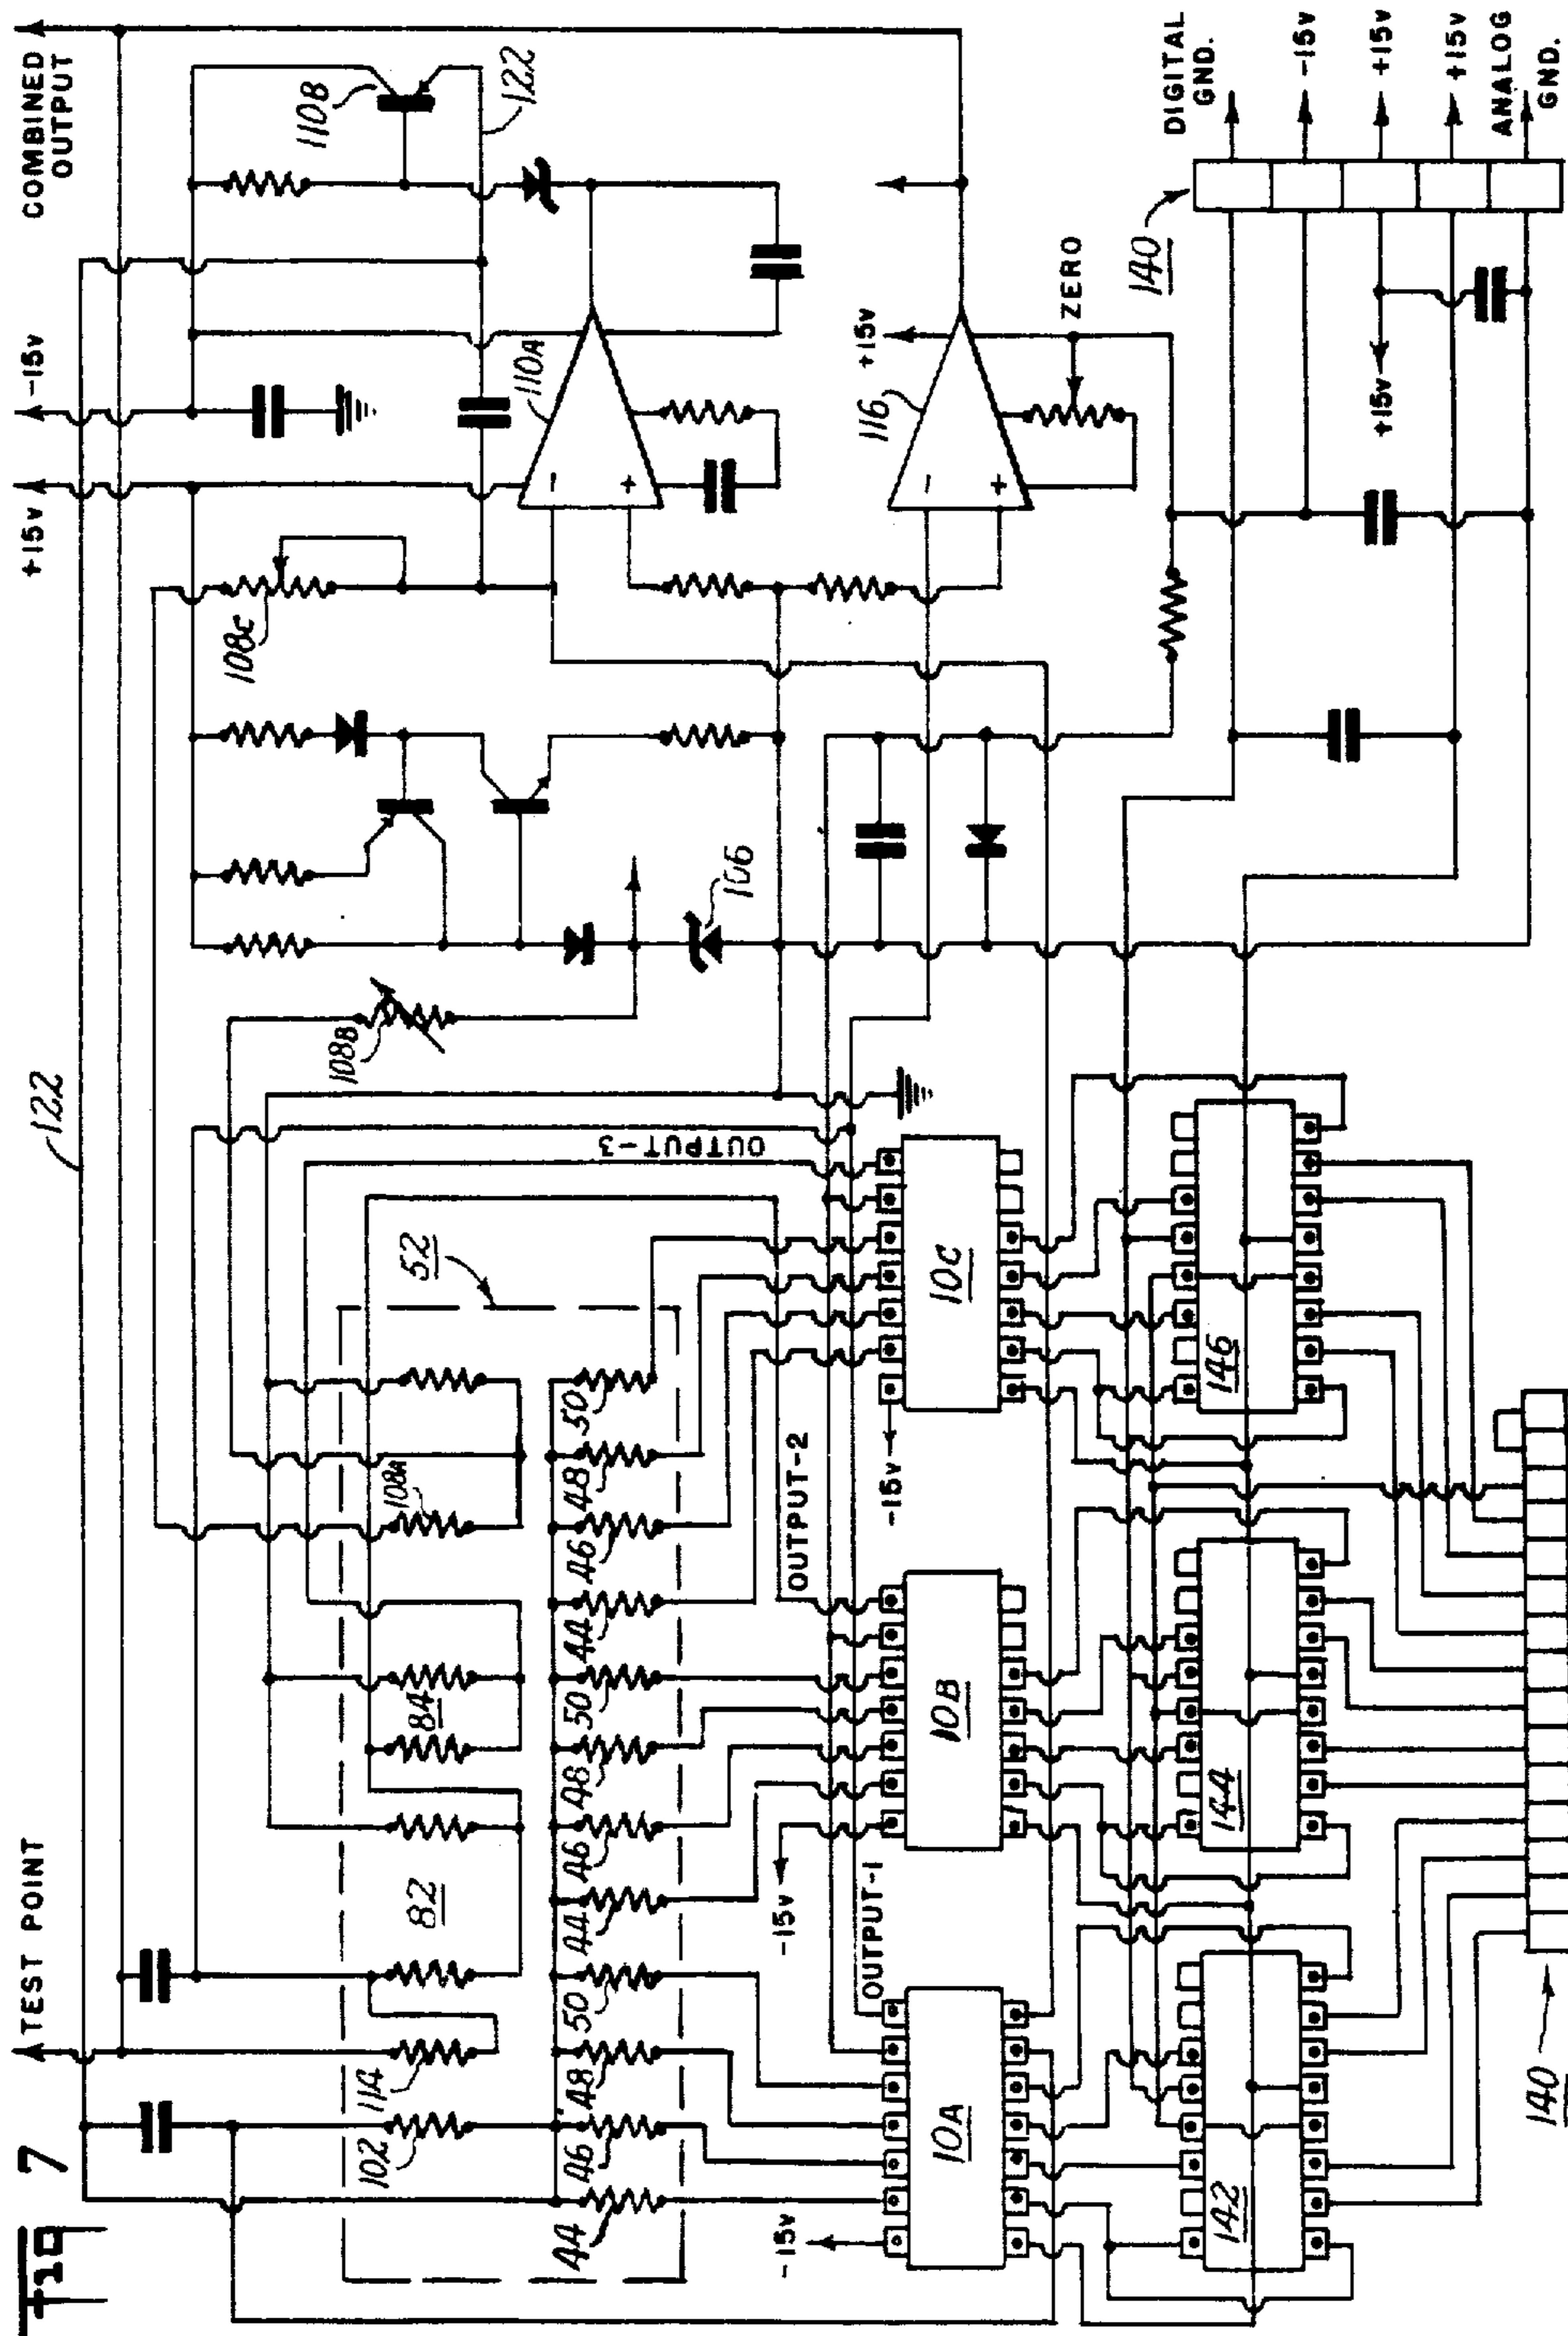 Fig 7
TEST POINT
122
+15v
-15v
COMBINED OUTPUT
110B
122
108C
108B
110A
106
116
+15v
ZERO
52
102
114
82
84
108A
44
46
48
50
44
46
48
50
44
46
48
50
OUTPUT-3
OUTPUT-2
OUTPUT-1
-15v
-15v
-15v
10A
10B
10C
142
144
146
140
140
+15v
DIGITAL GND.
-15v
+15v
+15v
ANALOG GND.
-
+
-
+